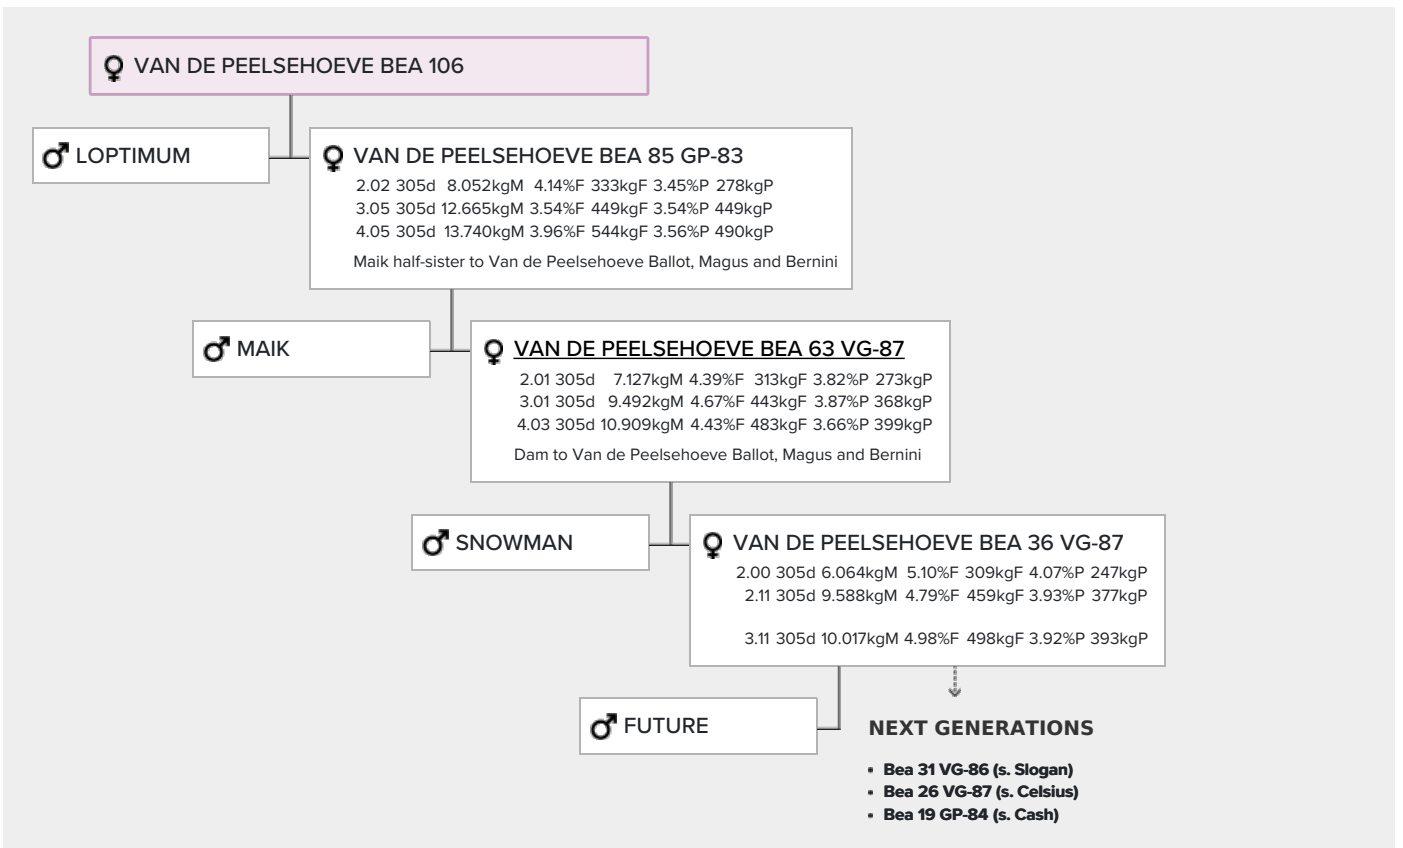 VAN DE PEELSEHOEVE BEA 106
LOPTIMUM
VAN DE PEELSEHOEVE BEA 85 GP-83
2.02 305d 8.052kgM 4.14%F 333kgF 3.45%P 278kgP
3.05 305d 12.665kgM 3.54%F 449kgF 3.54%P 449kgP
4.05 305d 13.740kgM 3.96%F 544kgF 3.56%P 490kgP
Maik half-sister to Van de Peelsehoeve Ballot, Magus and Bernini
MAIK
VAN DE PEELSEHOEVE BEA 63 VG-87
2.01 305d 7.127kgM 4.39%F 313kgF 3.82%P 273kgP
3.01 305d 9.492kgM 4.67%F 443kgF 3.87%P 368kgP
4.03 305d 10.909kgM 4.43%F 483kgF 3.66%P 399kgP
Dam to Van de Peelsehoeve Ballot, Magus and Bernini
SNOWMAN
VAN DE PEELSEHOEVE BEA 36 VG-87
2.00 305d 6.064kgM 5.10%F 309kgF 4.07%P 247kgP
2.11 305d 9.588kgM 4.79%F 459kgF 3.93%P 377kgP
3.11 305d 10.017kgM 4.98%F 498kgF 3.92%P 393kgP
FUTURE
NEXT GENERATIONS
• Bea 31 VG-86 (s. Slogan)
• Bea 26 VG-87 (s. Celsius)
• Bea 19 GP-84 (s. Cash)